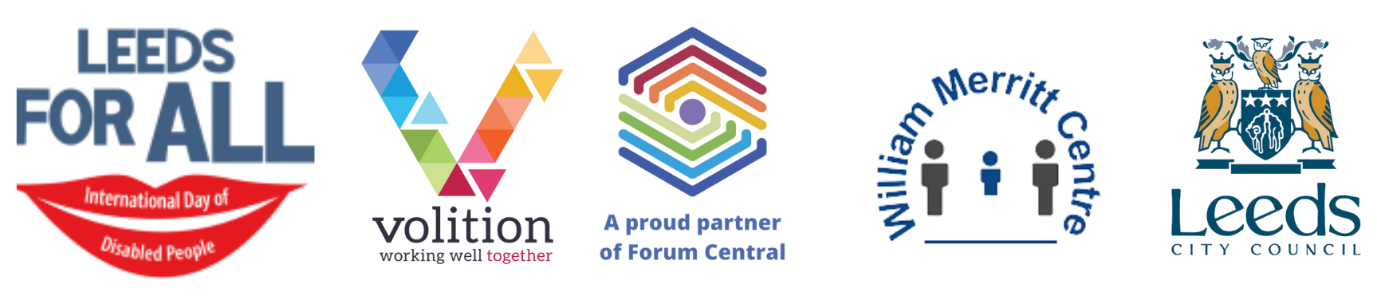 LEEDS
FOR ALL
International Day of
Disabled People
volition
working well together
A proud partner
of Forum Central
William Merritt Centre
Leeds
CITY COUNCIL